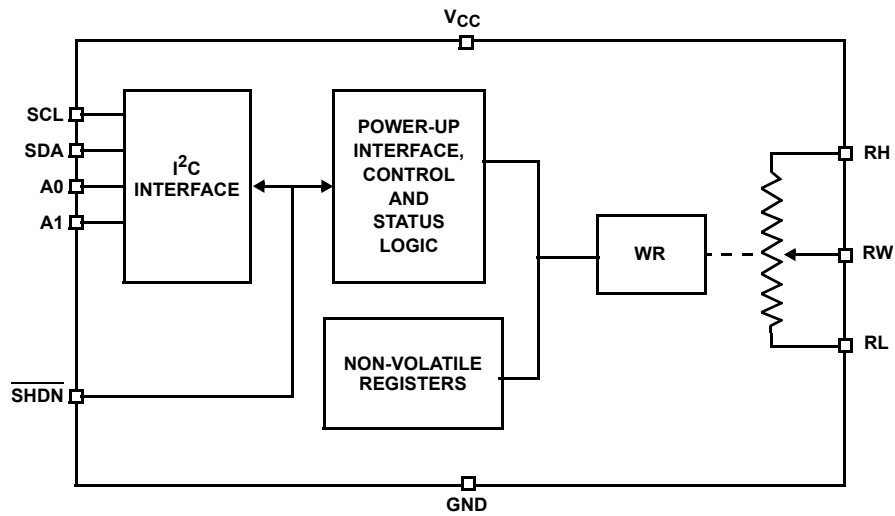 VCC
SCL
SDA
A0
A1
I2C
INTERFACE
POWER-UP
INTERFACE,
CONTROL
AND
STATUS
LOGIC
WR
RH
RW
RL
NON-VOLATILE
REGISTERS
SHDN
GND